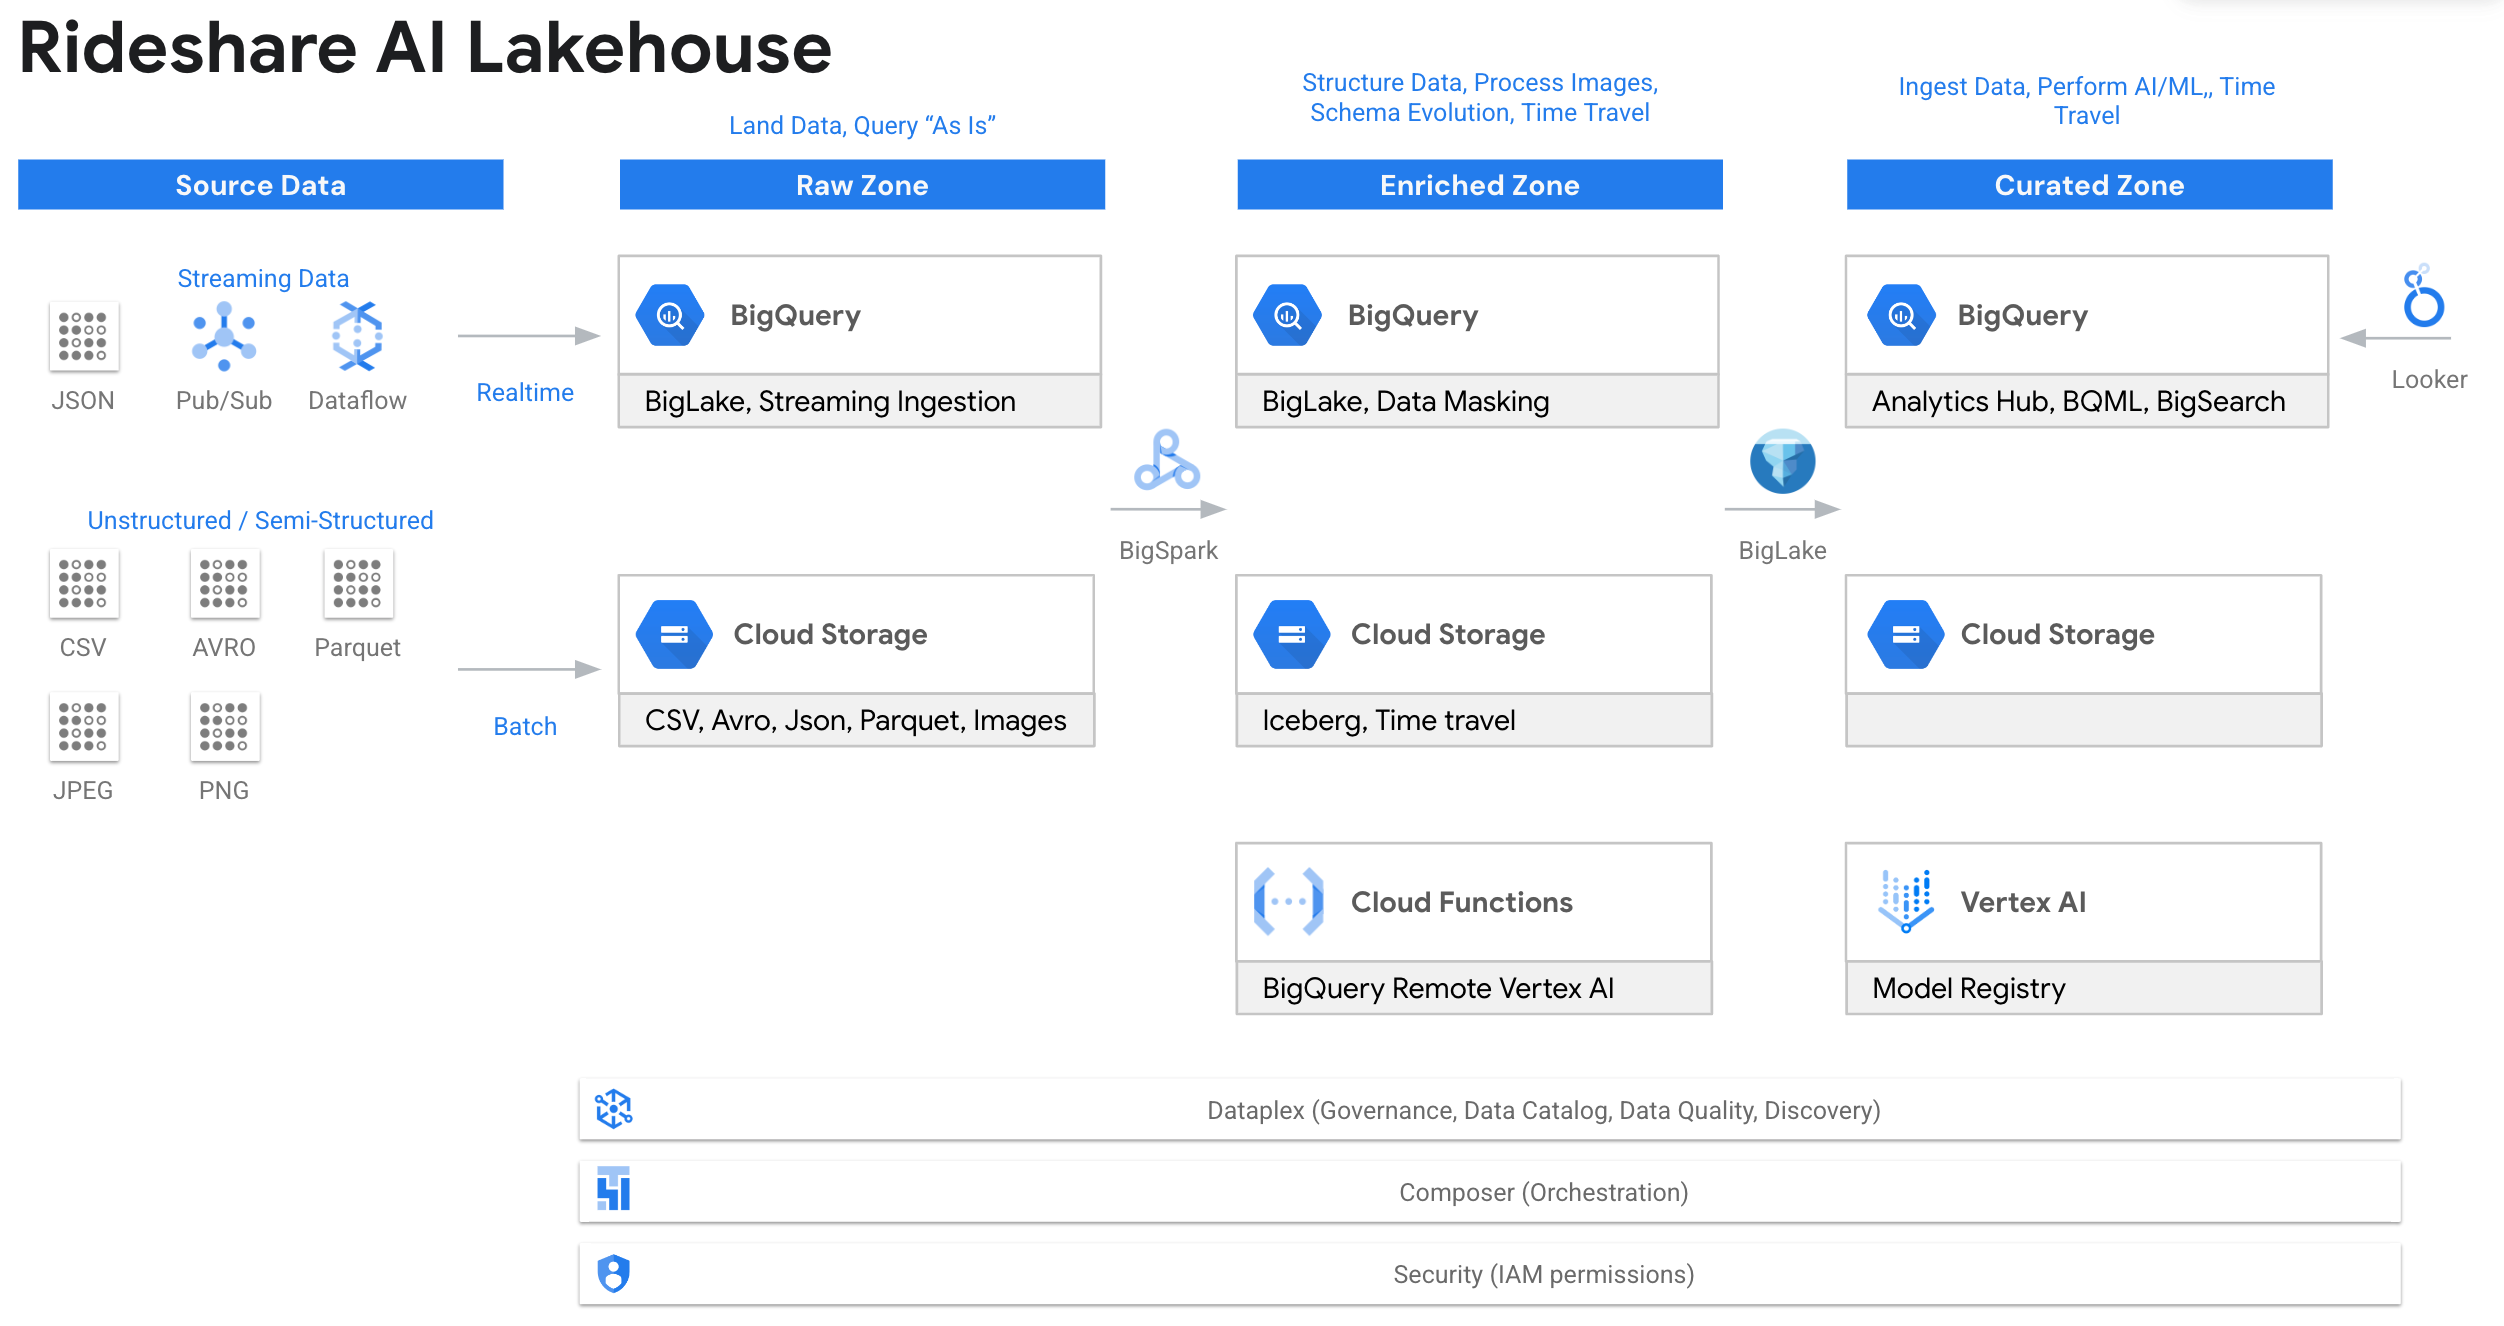 Rideshare AI Lakehouse
Land Data, Query “As Is”
Structure Data, Process Images,
Schema Evolution, Time Travel
Ingest Data, Perform AI/ML,, Time
Travel
Source Data
Raw Zone
Enriched Zone
Curated Zone
Streaming Data
JSON
Pub/Sub
Dataflow
Realtime
BigQuery
BigLake, Streaming Ingestion
BigQuery
BigLake, Data Masking
BigQuery
Analytics Hub, BQML, BigSearch
Looker
BigSpark
BigLake
Unstructured / Semi-Structured
CSV
AVRO
Parquet
JPEG
PNG
Batch
Cloud Storage
CSV, Avro, Json, Parquet, Images
Cloud Storage
Iceberg, Time travel
Cloud Storage
Cloud Functions
BigQuery Remote Vertex AI
Vertex AI
Model Registry
Dataplex (Governance, Data Catalog, Data Quality, Discovery)
Composer (Orchestration)
Security (IAM permissions)